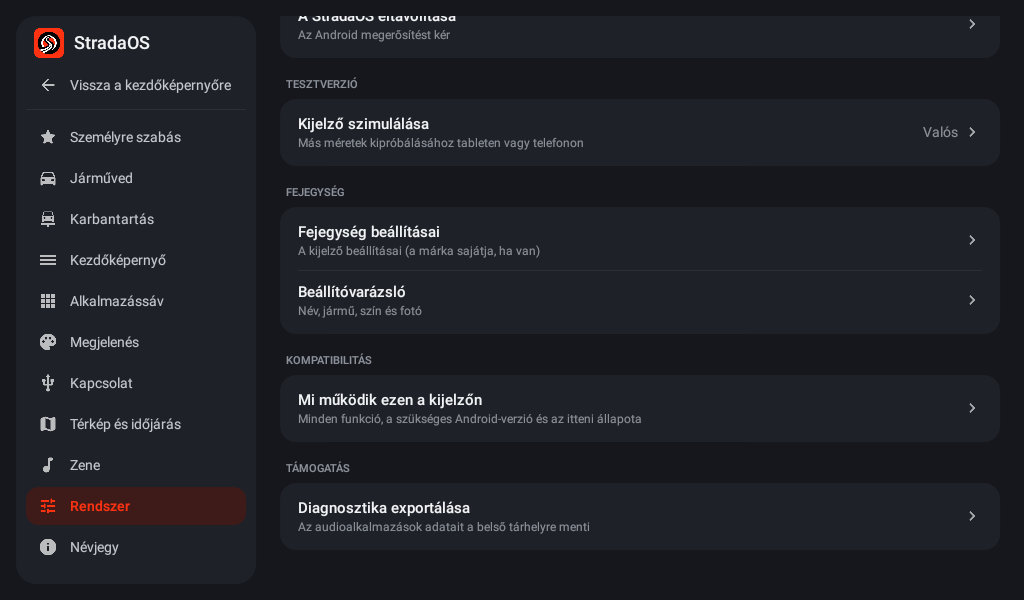 StradaOS
Vissza a kezdőképernyőre
Személyre szabás
Járműved
Karbantartás
Kezdőképernyő
Alkalmazássáv
Megjelenés
Kapcsolat
Térkép és időjárás
Zene
Rendszer
Névjegy
A StradaOS eltávolítása
Az Android megerősítést kér
TESZTVERZIÓ
Kijelző szimulálása
Más méretek kipróbálásához tableten vagy telefonon
Valós
FEJEGYSÉG
Fejegység beállításai
A kijelző beállításai (a márka sajátja, ha van)
Beállítóvarázsló
Név, jármű, szín és fotó
KOMPATIBILITÁS
Mi működik ezen a kijelzőn
Minden funkció, a szükséges Android-verzió és az itteni állapota
TÁMOGATÁS
Diagnosztika exportálása
Az audioalkalmazások adatait a belső tárhelyre menti